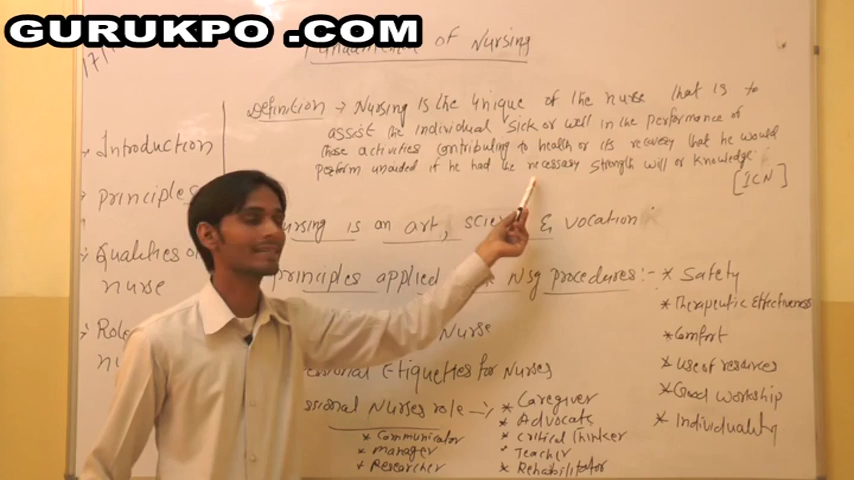 GURUKPO .COM
Fundamental of Nursing
Definition → Nursing is the unique of the nurse that is to
assist the individual sick or well in the performance of
those activities contributing to health or its recovery that he would
perform unaided if he had the necessary strength will or knowledge
[ICN]
Introduction
principles
Qualities of
nurse
Nursing is an art, science & vocation
principles applied Nsg procedures:- * Safety
* Therapeutic Effectiveness
* Comfort
* use of resources
* Good workship
* Individuality
Nurse
Etiquettes for Nurses
Nurses role -: * Caregiver
* Advocate
* critical thinker
* Teacher
* Rehabilitator
* Communicator
* manager
* Researcher